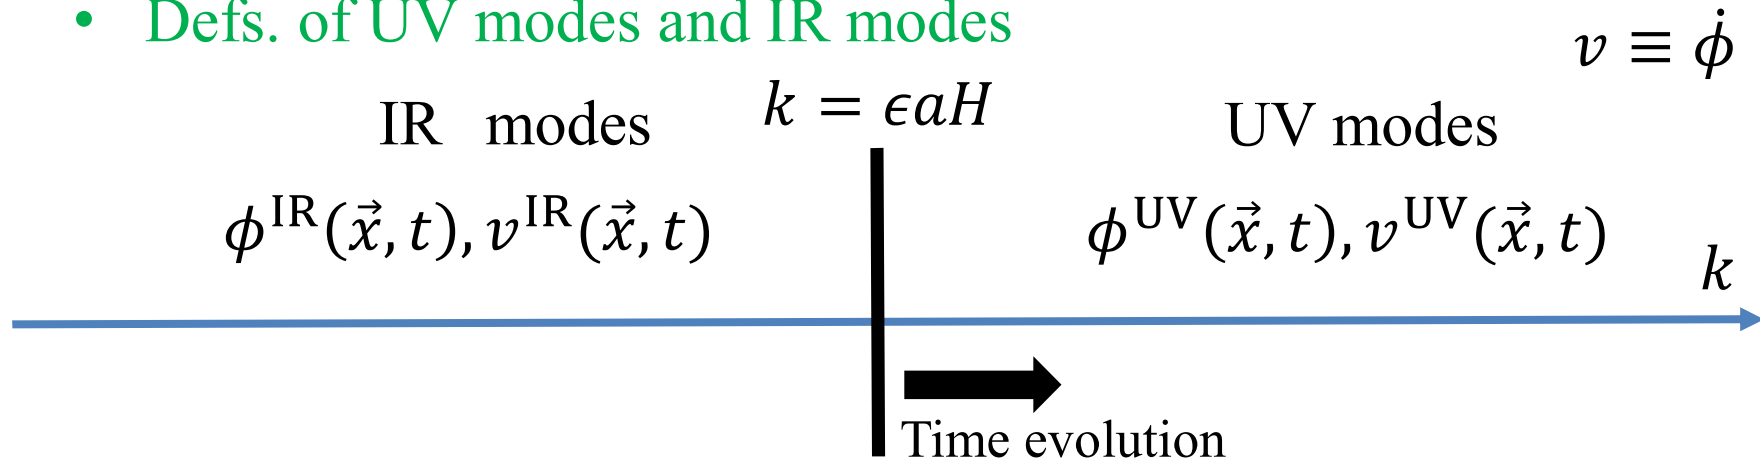 • Defs. of UV modes and IR modes
v ≡ ϕ̇
IR modes
k = ϵaH
UV modes
ϕ^IR(x⃗, t), v^IR(x⃗, t)
ϕ^UV(x⃗, t), v^UV(x⃗, t)
k
Time evolution